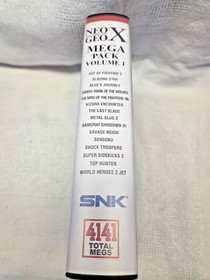 NEO
GEO X
MEGA
PACK
VOLUME 1
ART OF FIGHTING 3
BLAZING STAR
BLUE'S JOURNEY
GAROU: MARK OF THE WOLVES
THE KING OF THE FIGHTERS '96
KIZUNA ENCOUNTER
THE LAST BLADE
METAL SLUG 2
SAMURAI SHODOWN III
SAVAGE REIGN
SENGOKU
SHOCK TROOPERS
SUPER SIDEKICKS 3
TOP HUNTER
WORLD HEROES 2 JET
SNK
4141
TOTAL
MEGS